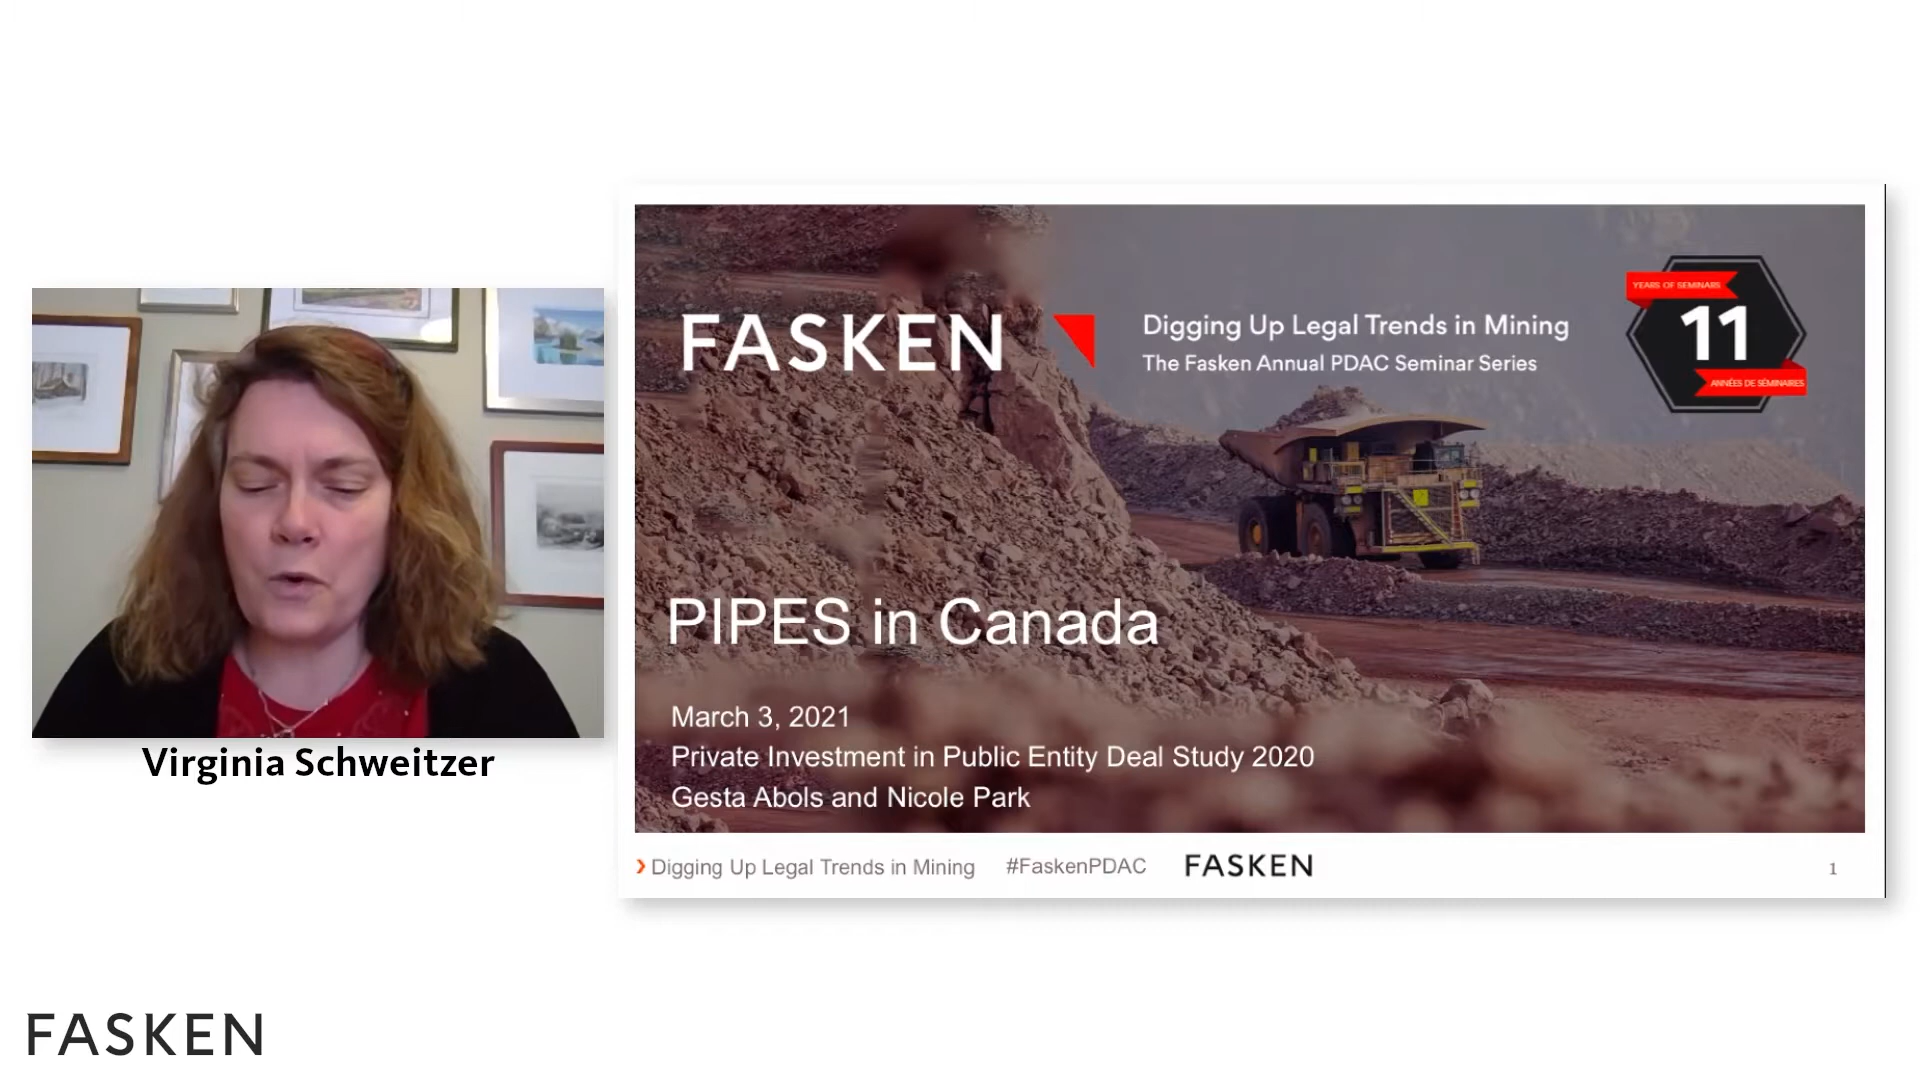 FASKEN
Digging Up Legal Trends in Mining
The Fasken Annual PDAC Seminar Series
YEARS OF SEMINARS
11
ANNÉES DE SÉMINAIRES
PIPES in Canada
March 3, 2021
Private Investment in Public Entity Deal Study 2020
Gesta Abols and Nicole Park
Digging Up Legal Trends in Mining #FaskenPDAC FASKEN 1
Virginia Schweitzer
FASKEN